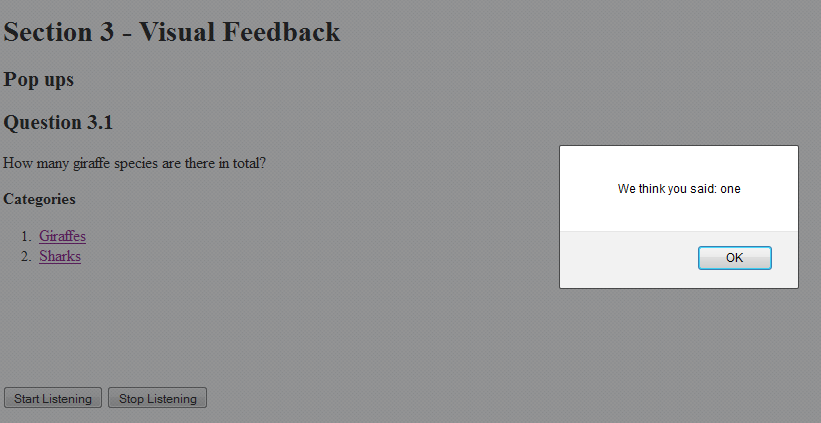 Section 3 - Visual Feedback
Pop ups
Question 3.1
How many giraffe species are there in total?
Categories
1. Giraffes
2. Sharks
We think you said: one
OK
Start Listening Stop Listening